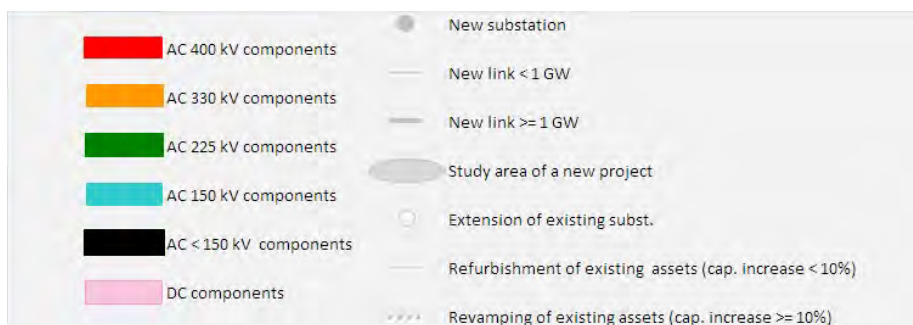 AC 400 kV components
AC 330 kV components
AC 225 kV components
AC 150 kV components
AC < 150 kV components
DC components
New substation
New link < 1 GW
New link >= 1 GW
Study area of a new project
Extension of existing subst.
Refurbishment of existing assets (cap. increase < 10%)
Revamping of existing assets (cap. increase >= 10%)